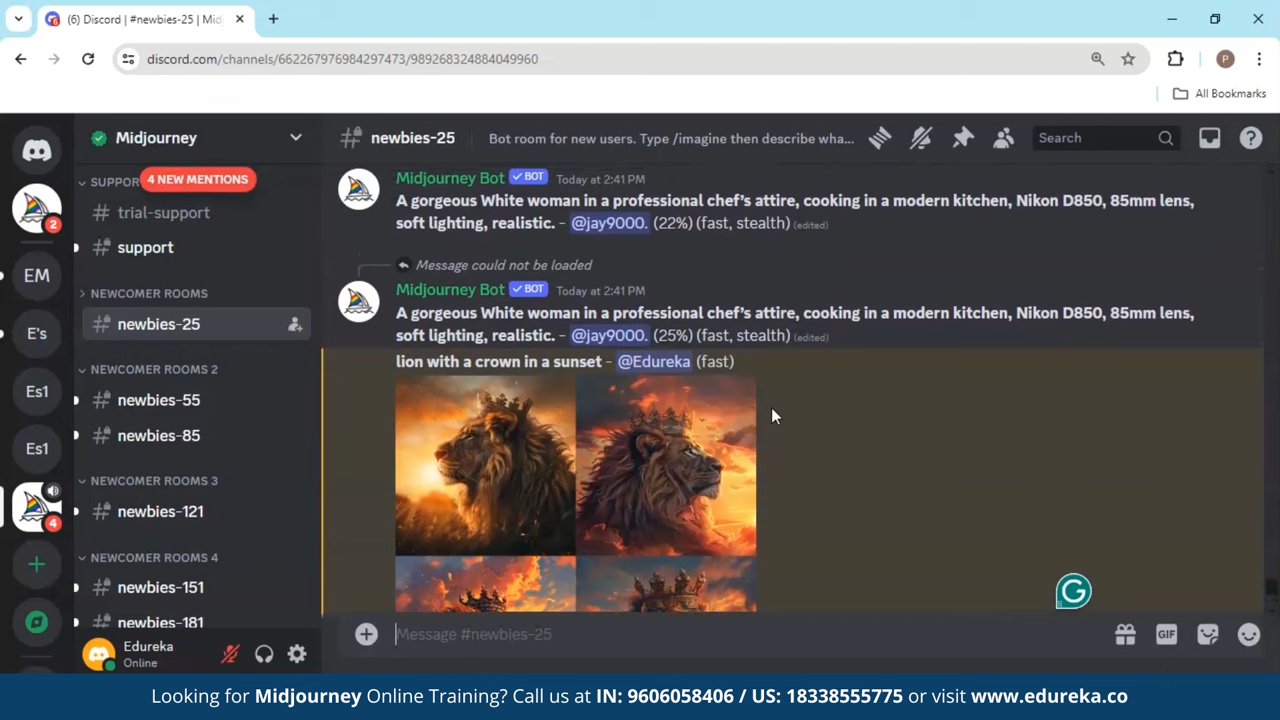 (6) Discord | #newbies-25 | Mid
discord.com/channels/662267976984297473/989268324884049960
P
All Bookmarks
Midjourney
4 NEW MENTIONS
SUPPOR
trial-support
support
NEWCOMER ROOMS
newbies-25
NEWCOMER ROOMS 2
newbies-55
newbies-85
NEWCOMER ROOMS 3
newbies-121
NEWCOMER ROOMS 4
newbies-151
newbies-181
2
EM
E's
Es1
Es1
4
Edureka
Online
newbies-25
Bot room for new users. Type /imagine then describe wha...
Search
Midjourney Bot BOT Today at 2:41 PM
A gorgeous White woman in a professional chef's attire, cooking in a modern kitchen, Nikon D850, 85mm lens,
soft lighting, realistic. - @jay9000. (22%) (fast, stealth) (edited)
Message could not be loaded
Midjourney Bot BOT Today at 2:41 PM
A gorgeous White woman in a professional chef's attire, cooking in a modern kitchen, Nikon D850, 85mm lens,
soft lighting, realistic. - @jay9000. (25%) (fast, stealth) (edited)
lion with a crown in a sunset - @Edureka (fast)
G
Message #newbies-25
GIF
Looking for Midjourney Online Training? Call us at IN: 9606058406 / US: 18338555775 or visit www.edureka.co